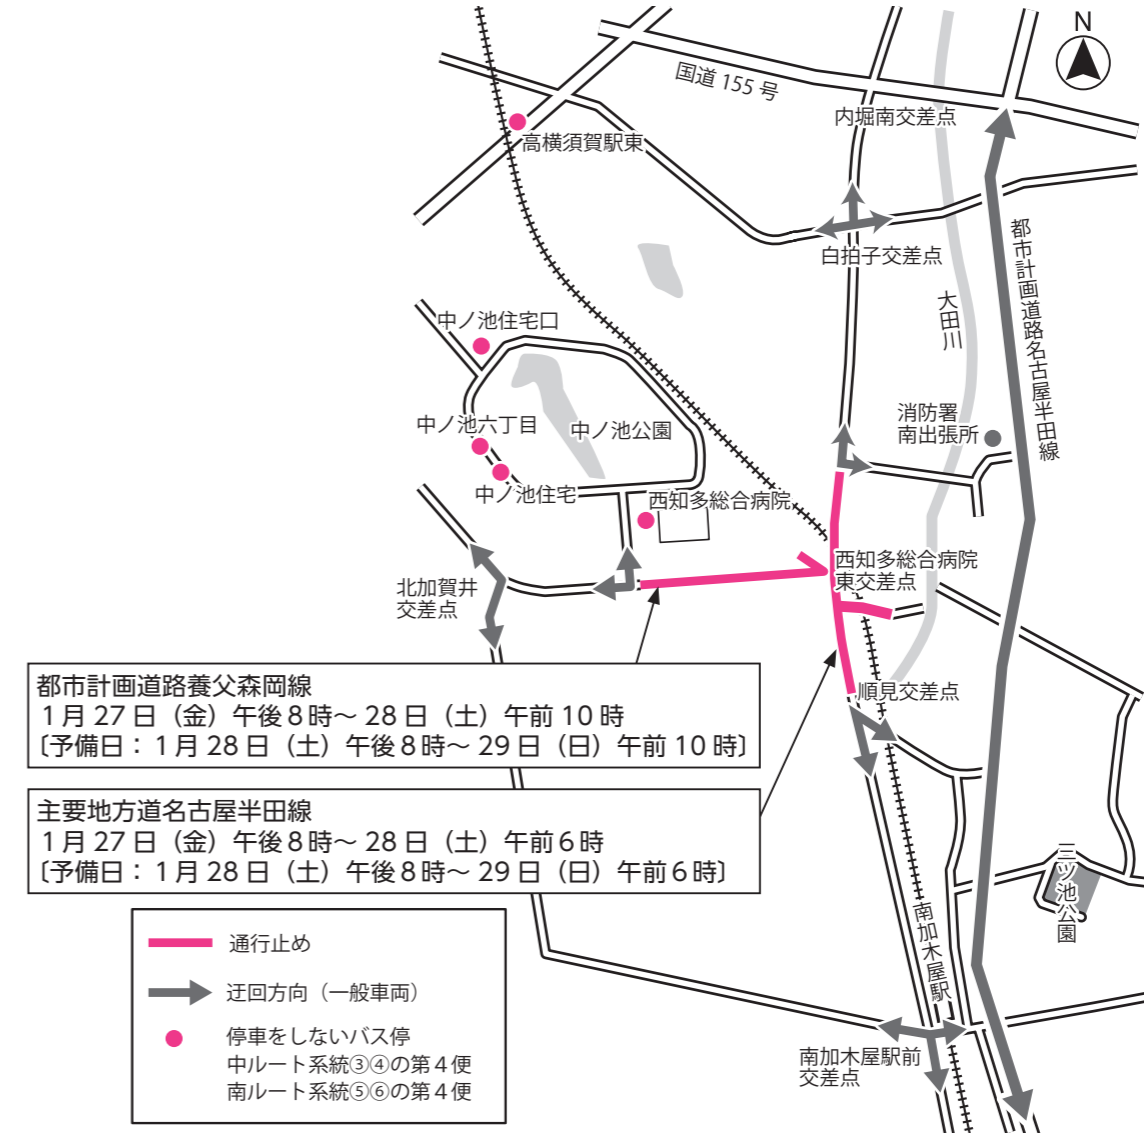 N
国道 155 号
内堀南交差点
高横須賀駅東
白拍子交差点
都市計画道路名古屋半田線
大田川
中ノ池住宅口
消防署
南出張所
中ノ池六丁目
中ノ池公園
中ノ池住宅
西知多総合病院
西知多総合病院
東交差点
北加賀井
交差点
順見交差点
都市計画道路養父森岡線
1月 27 日（金）午後8時～ 28 日（土）午前 10 時
〔予備日：1月 28 日（土）午後8時～ 29 日（日）午前 10 時〕
主要地方道名古屋半田線
1月 27 日（金）午後8時～ 28 日（土）午前6時
〔予備日：1月 28 日（土）午後8時～ 29 日（日）午前6時〕
三ツ池公園
南加木屋駅
通行止め
迂回方向（一般車両）
停車をしないバス停
中ルート系統③④の第４便
南ルート系統⑤⑥の第４便
南加木屋駅前
交差点